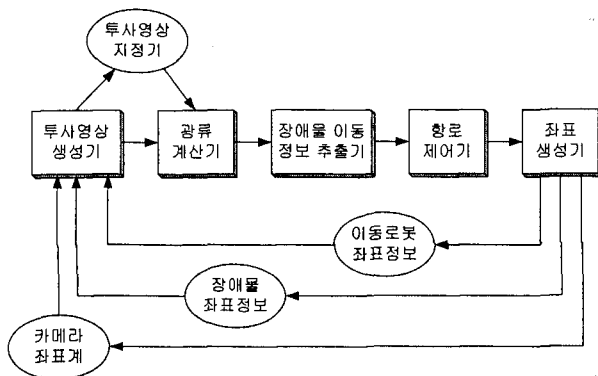 투사영상
지정기
투사영상
생성기
광류
계산기
장애물 이동
정보 추출기
항로
제어기
좌표
생성기
이동로봇
좌표정보
장애물
좌표정보
카메라
좌표계